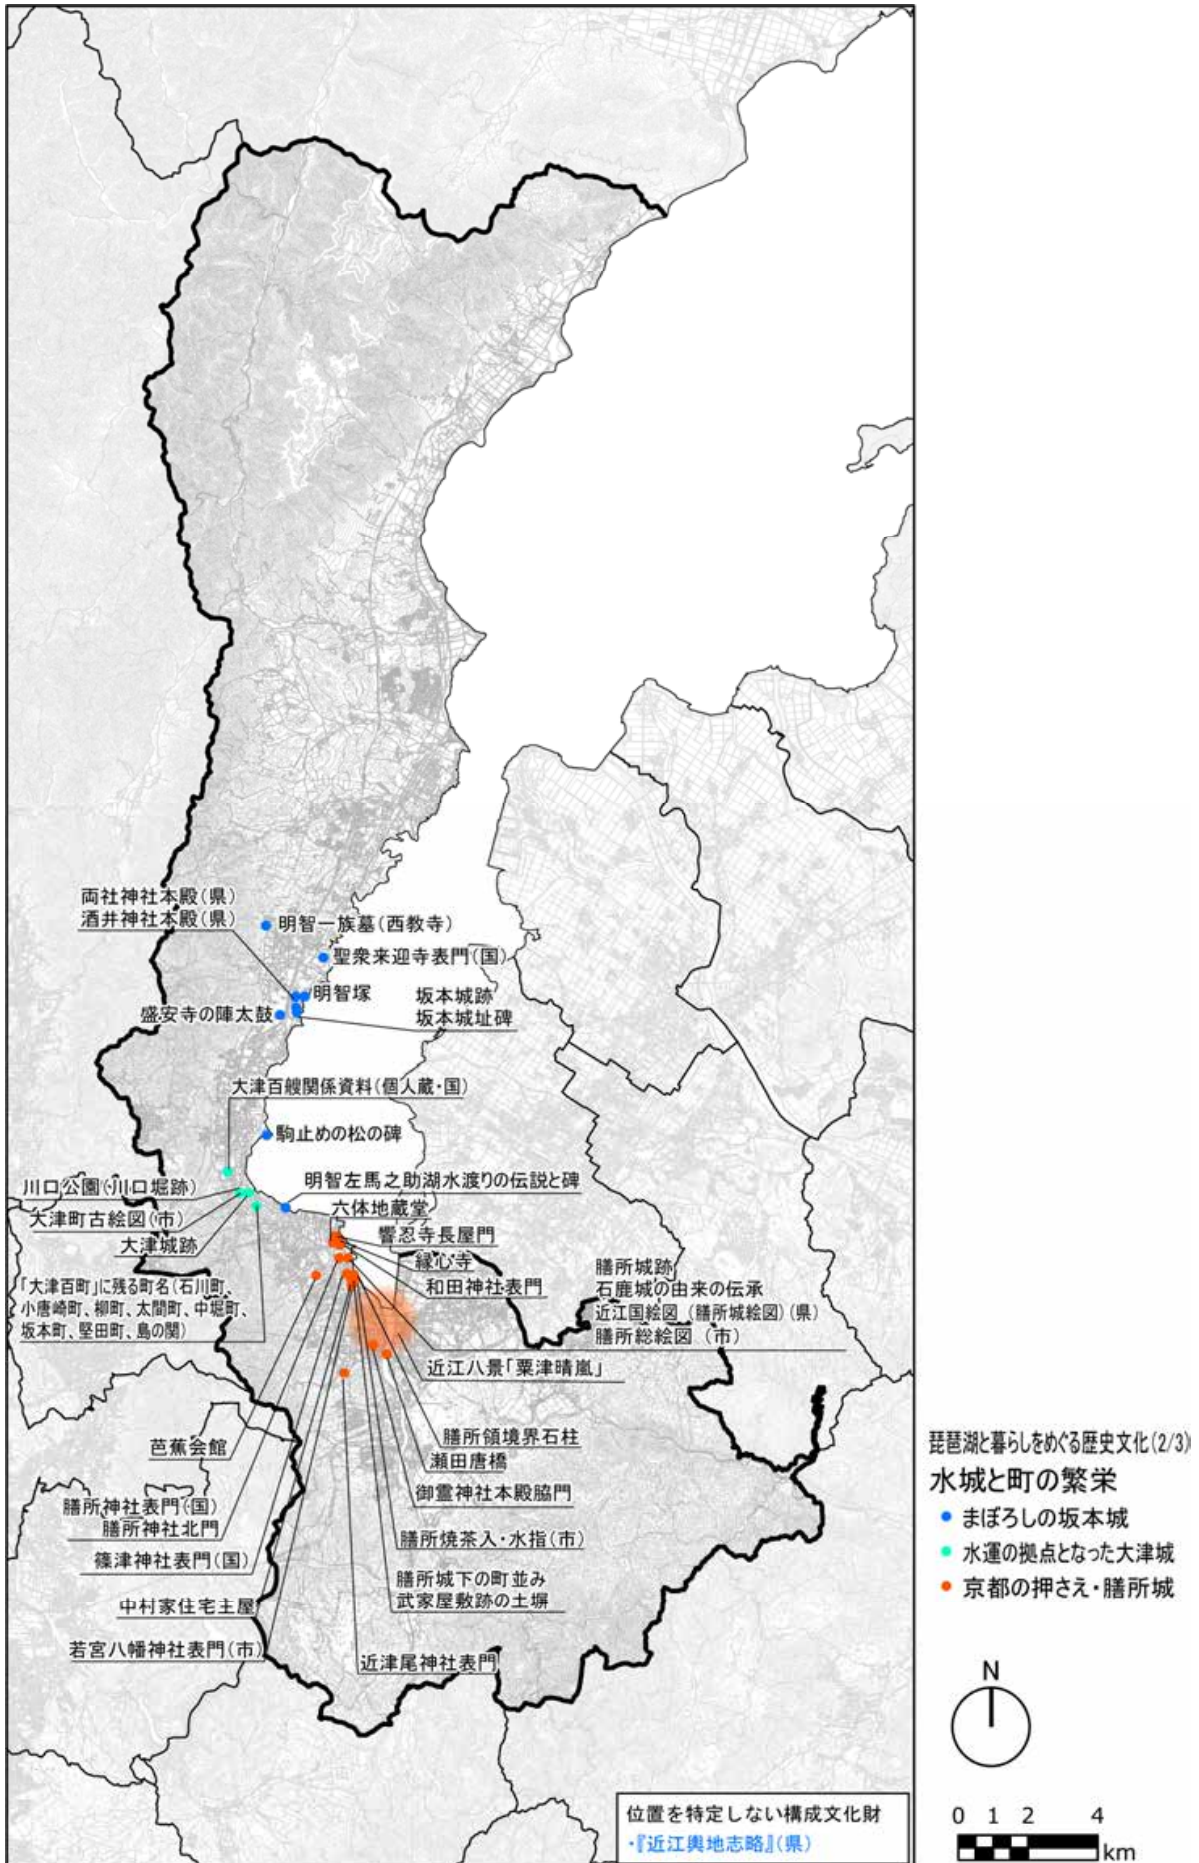 両社神社本殿(県)
酒井神社本殿(県)
明智一族墓(西教寺)
聖衆来迎寺表門(国)
明智塚
坂本城跡
坂本城址碑
盛安寺の陣太鼓
大津百艘関係資料(個人蔵・国)
駒止めの松の碑
川口公園(川口堀跡)
大津町古絵図(市)
大津城跡
「大津百町」に残る町名(石川町、
小唐崎町、柳町、太間町、中堀町、
坂本町、堅田町、島の関)
明智左馬之助湖水渡りの伝説と碑
六体地蔵堂
響忍寺長屋門
縁心寺
和田神社表門
膳所城跡
石鹿城の由来の伝承
近江国絵図(膳所城絵図)(県)
膳所総絵図(市)
近江八景「粟津晴嵐」
芭蕉会館
膳所神社表門(国)
膳所神社北門
篠津神社表門(国)
中村家住宅主屋
若宮八幡神社表門(市)
膳所領境界石柱
瀬田唐橋
御霊神社本殿脇門
膳所焼茶入・水指(市)
膳所城下の町並み
武家屋敷跡の土塀
近津尾神社表門
位置を特定しない構成文化財
・『近江輿地志略』(県)
琵琶湖と暮らしをめぐる歴史文化(2/3)
水城と町の繁栄
まぼろしの坂本城
水運の拠点となった大津城
京都の押さえ・膳所城
N
0 1 2 4
km